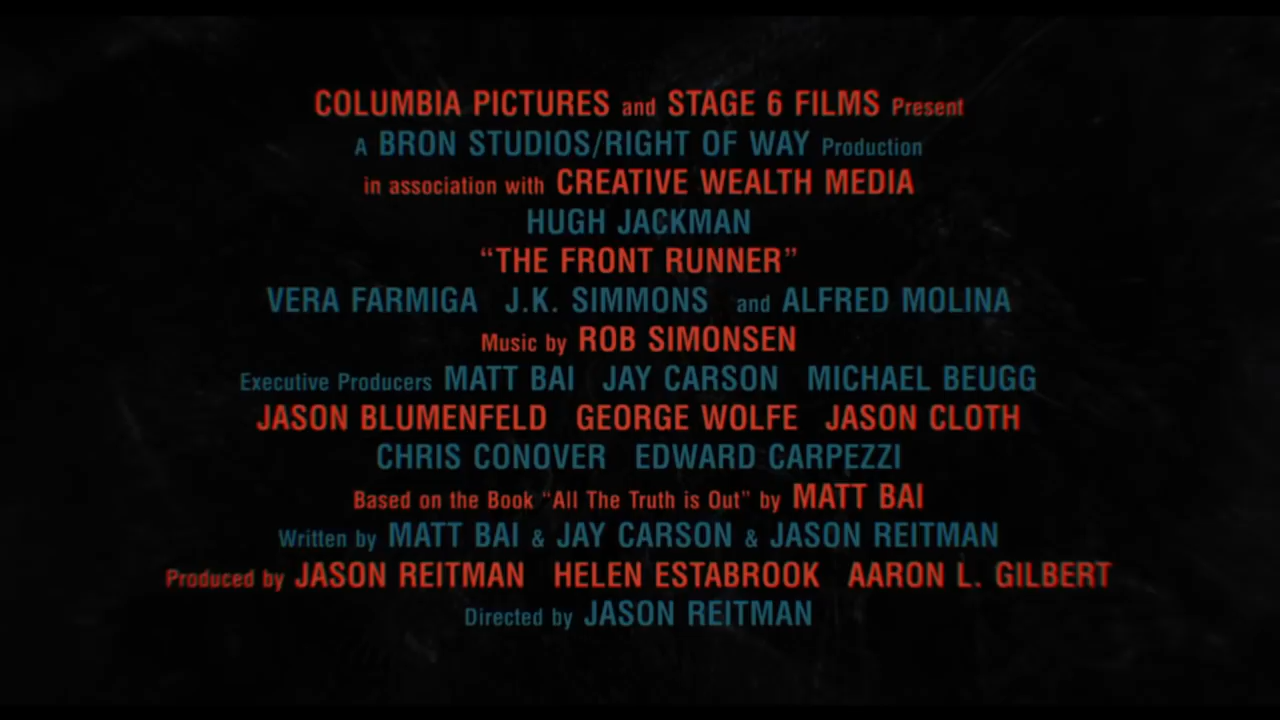 COLUMBIA PICTURES and STAGE 6 FILMS Present
A BRON STUDIOS/RIGHT OF WAY Production
in association with CREATIVE WEALTH MEDIA
HUGH JACKMAN
“THE FRONT RUNNER”
VERA FARMIGA J.K. SIMMONS and ALFRED MOLINA
Music by ROB SIMONSEN
Executive Producers MATT BAI JAY CARSON MICHAEL BEUGG
JASON BLUMENFELD GEORGE WOLFE JASON CLOTH
CHRIS CONOVER EDWARD CARPEZZI
Based on the Book “All The Truth is Out” by MATT BAI
Written by MATT BAI & JAY CARSON & JASON REITMAN
Produced by JASON REITMAN HELEN ESTABROOK AARON L. GILBERT
Directed by JASON REITMAN